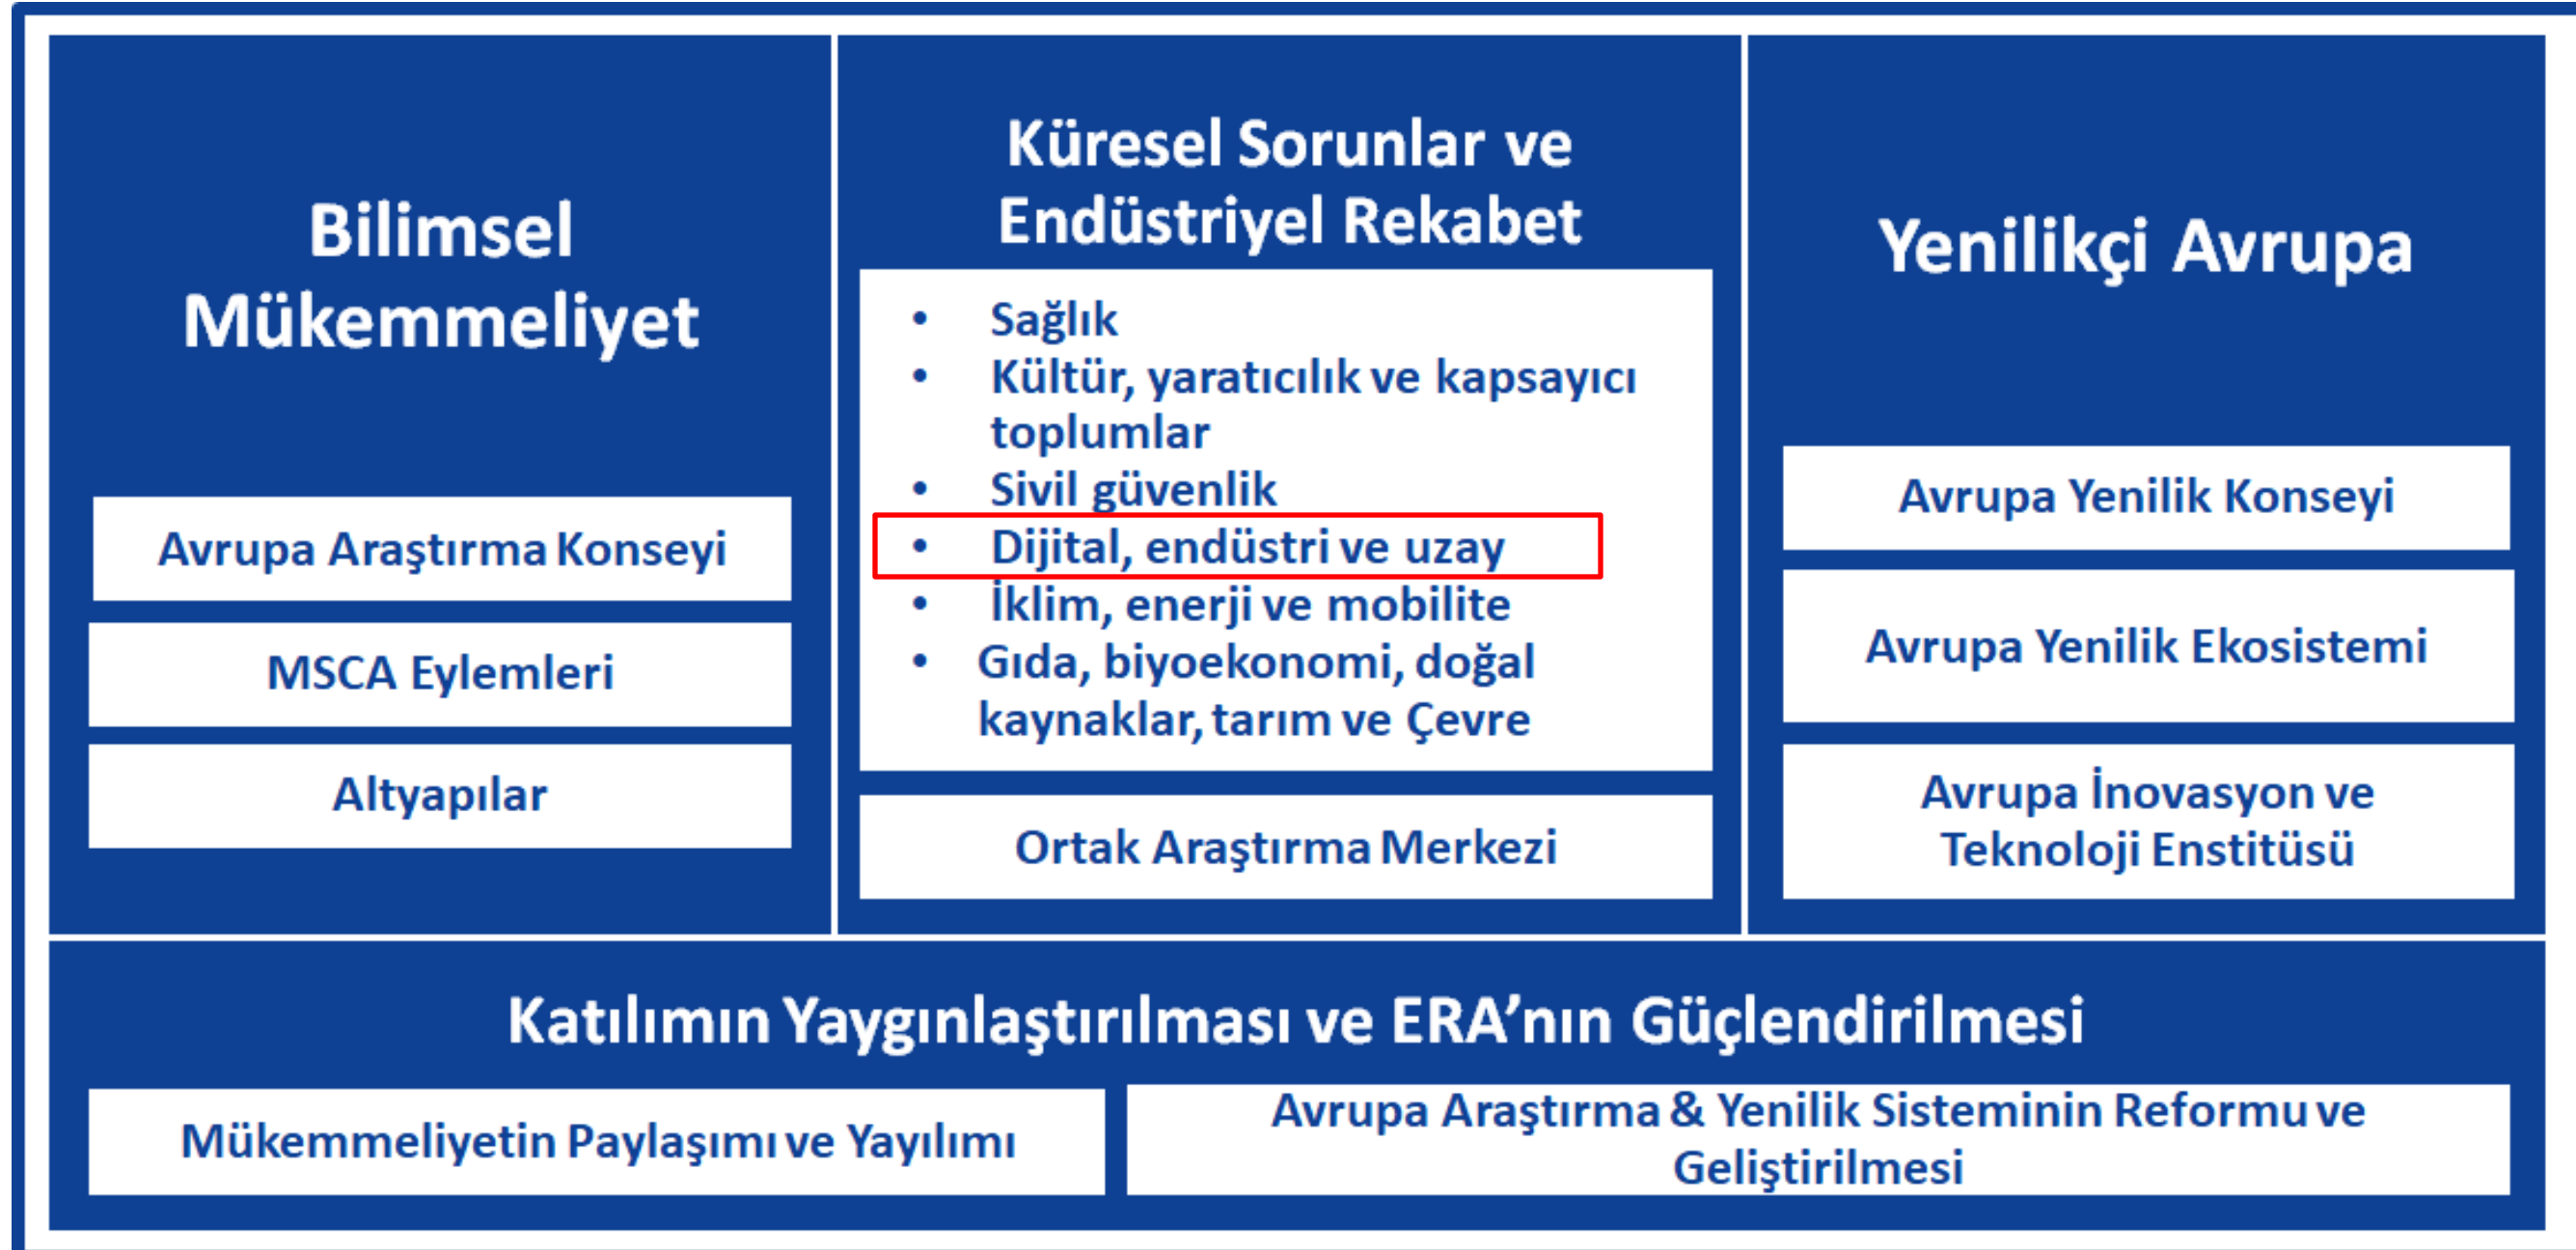 Bilimsel
Mükemmeliyet
Avrupa Araştırma Konseyi
MSCA Eylemleri
Altyapılar
Küresel Sorunlar ve
Endüstriyel Rekabet
• Sağlık
• Kültür, yaratıcılık ve kapsayıcı
toplumlar
• Sivil güvenlik
• Dijital, endüstri ve uzay
• İklim, enerji ve mobilite
• Gıda, biyoekonomi, doğal
kaynaklar, tarım ve Çevre
Ortak Araştırma Merkezi
Yenilikçi Avrupa
Avrupa Yenilik Konseyi
Avrupa Yenilik Ekosistemi
Avrupa İnovasyon ve
Teknoloji Enstitüsü
Katılımın Yaygınlaştırılması ve ERA’nın Güçlendirilmesi
Mükemmeliyetin Paylaşımı ve Yayılımı
Avrupa Araştırma & Yenilik Sisteminin Reformu ve
Geliştirilmesi